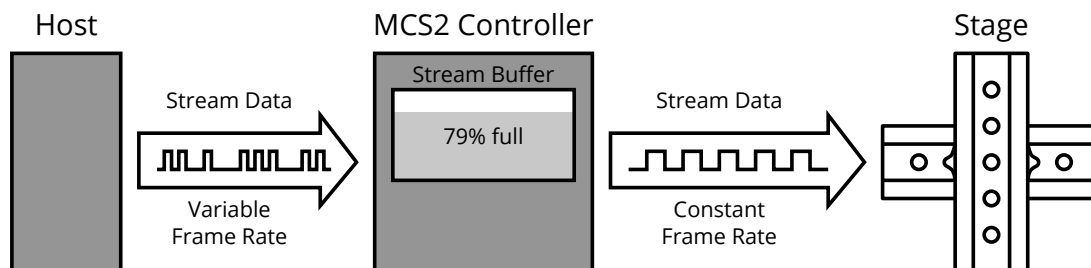 Host
MCS2 Controller
Stage
Stream Buffer
Stream Data
79% full
Stream Data
Variable
Frame Rate
Constant
Frame Rate